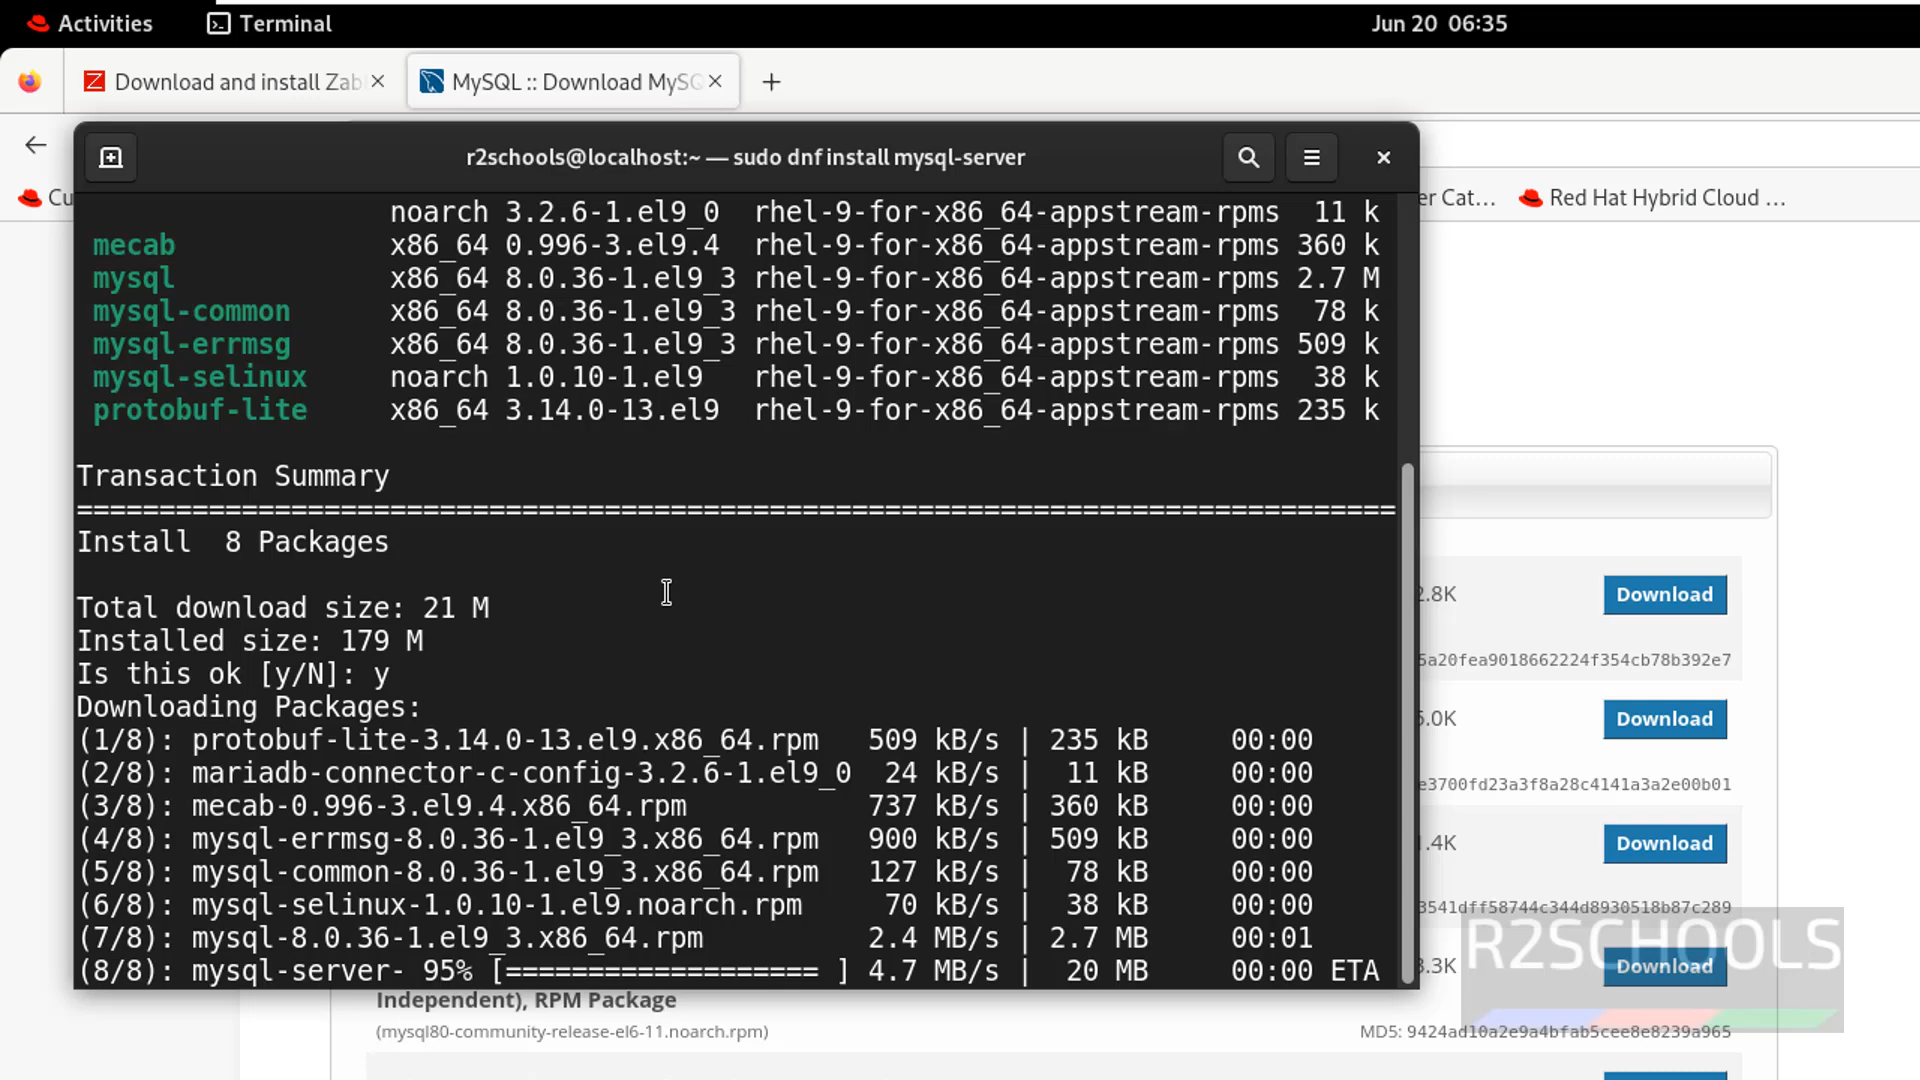 Activities
Terminal
Jun 20 06:35
Download and install Zab
MySQL :: Download MySQ
r2schools@localhost:~ — sudo dnf install mysql-server
Cu
er Cat…
Red Hat Hybrid Cloud …
noarch 3.2.6-1.el9_0 rhel-9-for-x86_64-appstream-rpms 11 k
mecab x86_64 0.996-3.el9.4 rhel-9-for-x86_64-appstream-rpms 360 k
mysql x86_64 8.0.36-1.el9_3 rhel-9-for-x86_64-appstream-rpms 2.7 M
mysql-common x86_64 8.0.36-1.el9_3 rhel-9-for-x86_64-appstream-rpms 78 k
mysql-errmsg x86_64 8.0.36-1.el9_3 rhel-9-for-x86_64-appstream-rpms 509 k
mysql-selinux noarch 1.0.10-1.el9 rhel-9-for-x86_64-appstream-rpms 38 k
protobuf-lite x86_64 3.14.0-13.el9 rhel-9-for-x86_64-appstream-rpms 235 k
Transaction Summary
================================================================================
Install 8 Packages
Total download size: 21 M
Installed size: 179 M
Is this ok [y/N]: y
Downloading Packages:
(1/8): protobuf-lite-3.14.0-13.el9.x86_64.rpm 509 kB/s | 235 kB 00:00
(2/8): mariadb-connector-c-config-3.2.6-1.el9_0 24 kB/s | 11 kB 00:00
(3/8): mecab-0.996-3.el9.4.x86_64.rpm 737 kB/s | 360 kB 00:00
(4/8): mysql-errmsg-8.0.36-1.el9_3.x86_64.rpm 900 kB/s | 509 kB 00:00
(5/8): mysql-common-8.0.36-1.el9_3.x86_64.rpm 127 kB/s | 78 kB 00:00
(6/8): mysql-selinux-1.0.10-1.el9.noarch.rpm 70 kB/s | 38 kB 00:00
(7/8): mysql-8.0.36-1.el9_3.x86_64.rpm 2.4 MB/s | 2.7 MB 00:01
(8/8): mysql-server- 95% [=================== ] 4.7 MB/s | 20 MB 00:00 ETA
2.8K Download
5a20fea9018662224f354cb78b392e7
5.0K Download
e3700fd23a3f8a28c4141a3a2e00b01
.4K Download
3541dff58744c344d8930518b87c289
R2SCHOOLS
3.3K Download
Independent), RPM Package
(mysql80-community-release-el6-11.noarch.rpm) MD5: 9424ad10a2e9a4bfab5cee8e8239a965